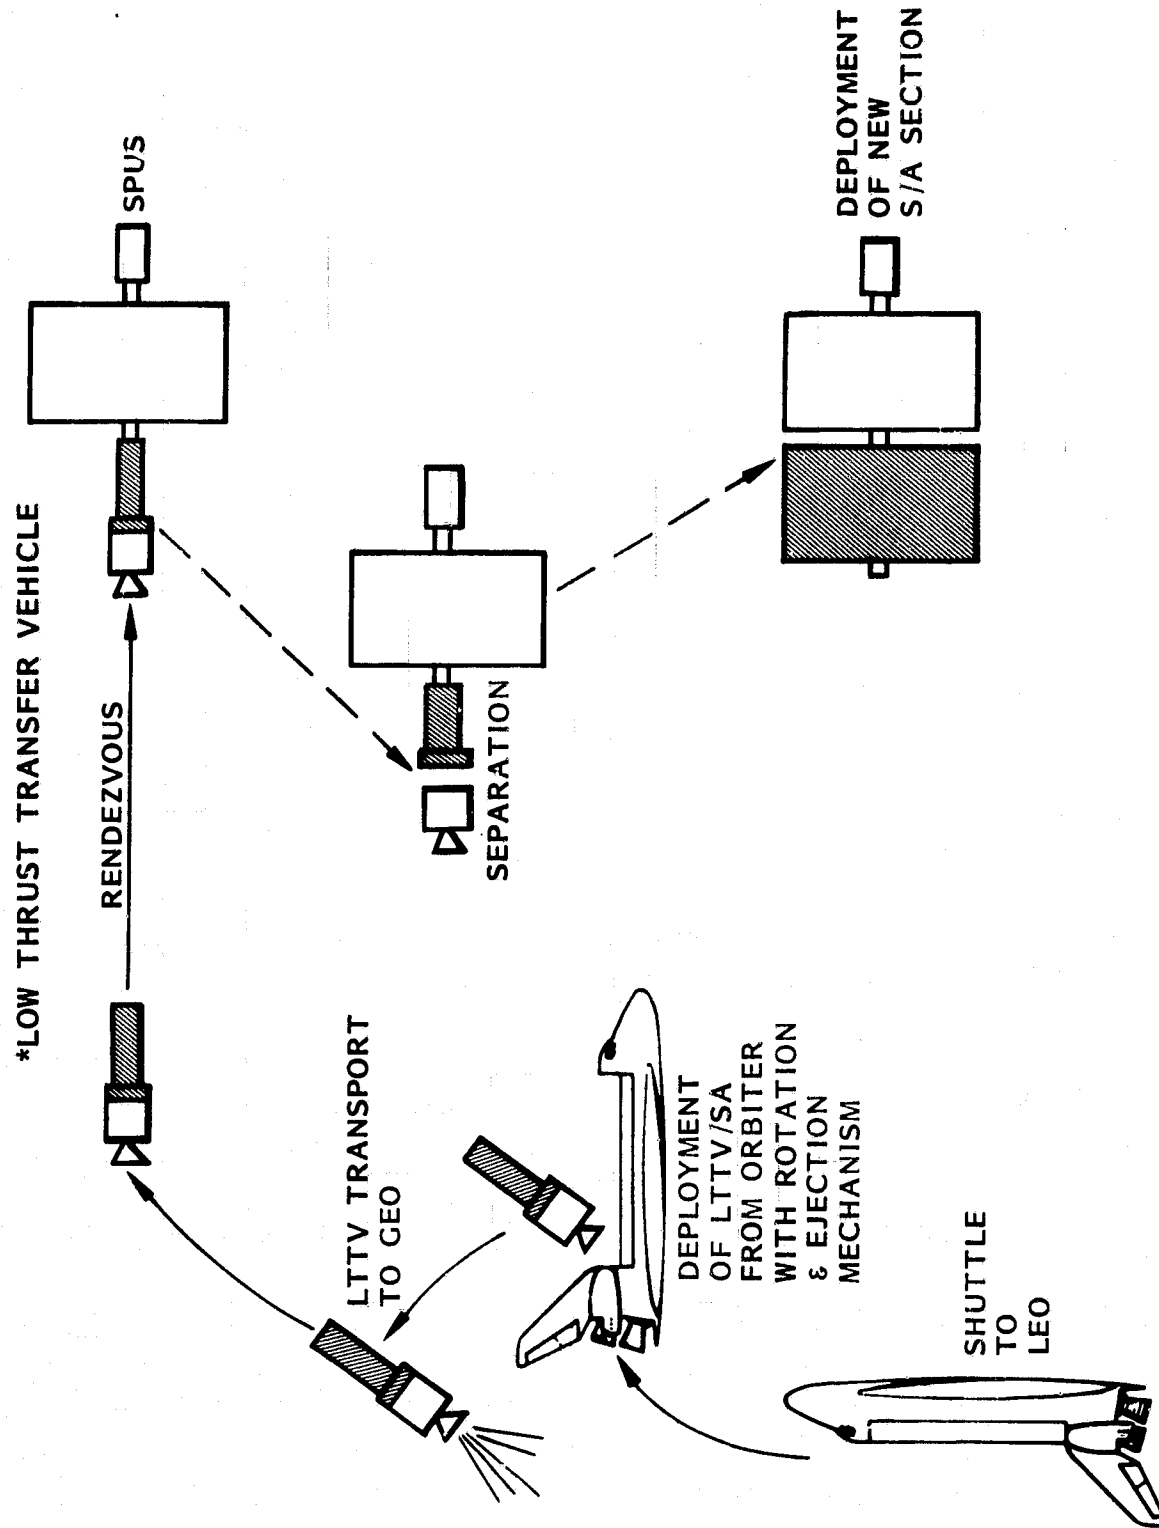 *LOW THRUST TRANSFER VEHICLE
RENDEZVOUS
SPUS
LTTV TRANSPORT
TO GEO
SEPARATION
DEPLOYMENT
OF LTTV/SA
FROM ORBITER
WITH ROTATION
& EJECTION
MECHANISM
DEPLOYMENT
OF NEW
S/A SECTION
SHUTTLE
TO
LEO